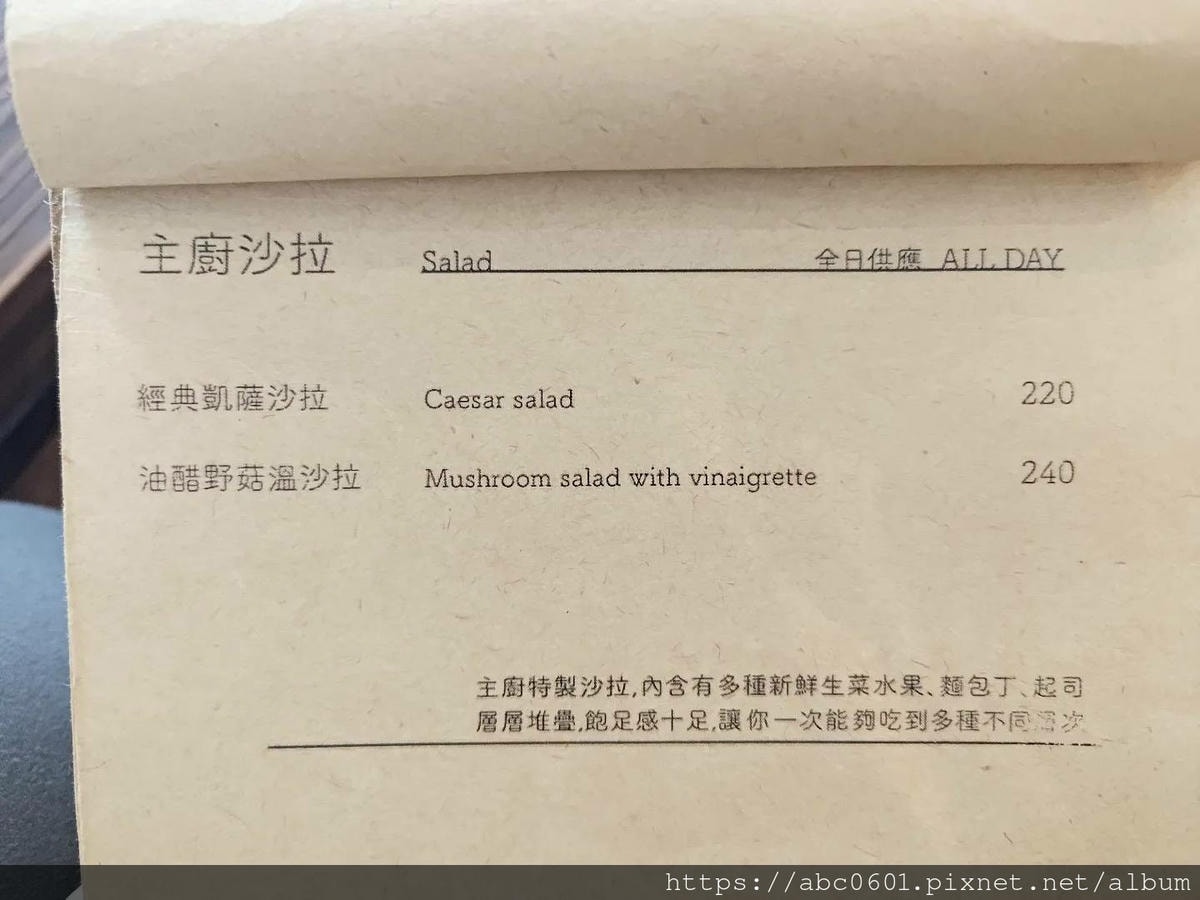 主廚沙拉 Salad 全日供應 ALL DAY
經典凱薩沙拉 Caesar salad 220
油醋野菇溫沙拉 Mushroom salad with vinaigrette 240
主廚特製沙拉,內含有多種新鮮生菜水果、麵包丁、起司
層層堆疊,飽足感十足,讓你一次能夠吃到多種不同層次
https://abc0601.pixnet.net/album